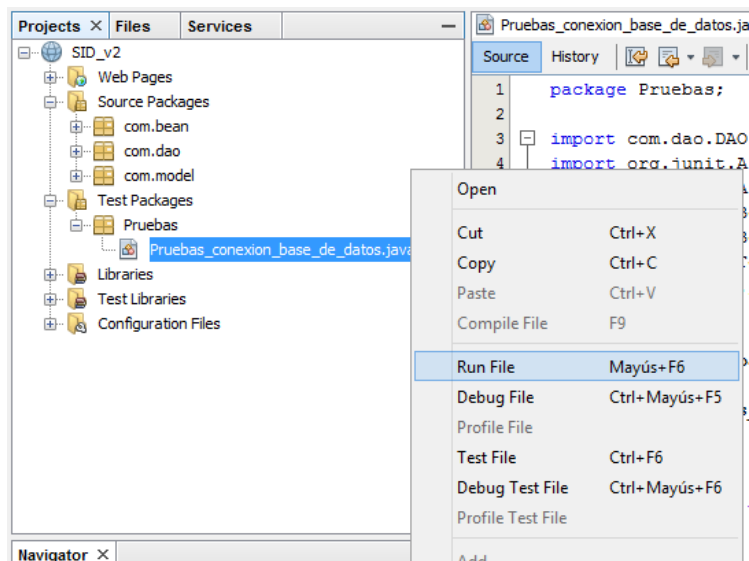 Projects × Files Services
SID_v2
Web Pages
Source Packages
com.bean
com.dao
com.model
Test Packages
Pruebas
Pruebas_conexion_base_de_datos.java
Libraries
Test Libraries
Configuration Files
Navigator ×
Pruebas_conexion_base_de_datos.ja
Source History
1 package Pruebas;
2
3 import com.dao.DAO
4 import org.junit.A
Open
Cut Ctrl+X
Copy Ctrl+C
Paste Ctrl+V
Compile File F9
Run File Mayús+F6
Debug File Ctrl+Mayús+F5
Profile File
Test File Ctrl+F6
Debug Test File Ctrl+Mayús+F6
Profile Test File
Add